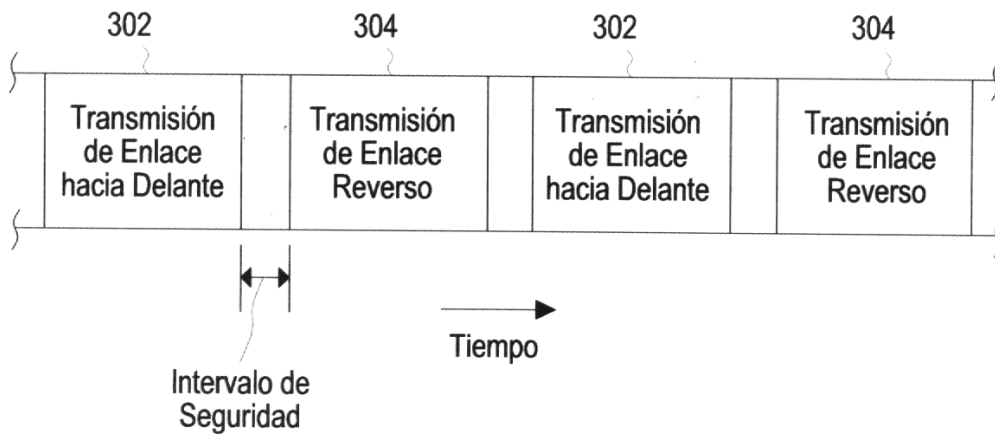 302
304
302
304
Transmisión
de Enlace
hacia Delante
Transmisión
de Enlace
Reverso
Transmisión
de Enlace
hacia Delante
Transmisión
de Enlace
Reverso
Tiempo
Intervalo de
Seguridad